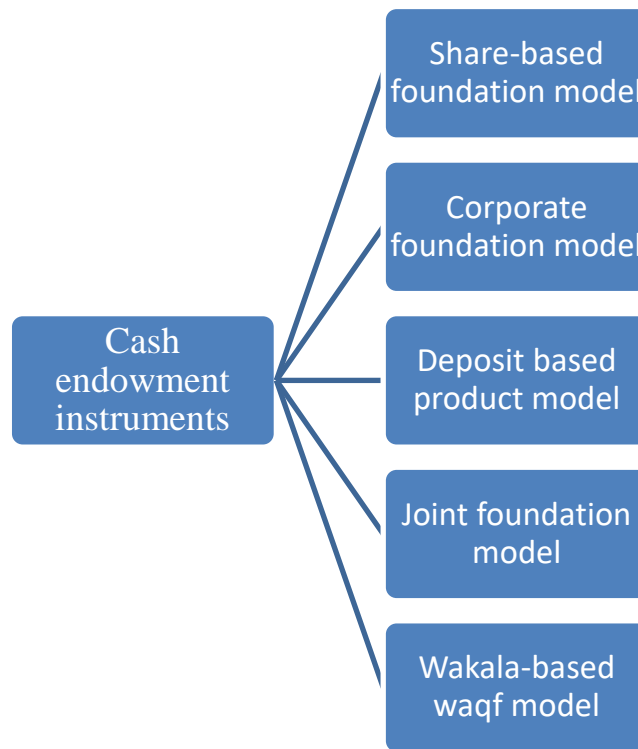 Cash
endowment
instruments
Share-based
foundation model
Corporate
foundation model
Deposit based
product model
Joint foundation
model
Wakala-based
waqf model